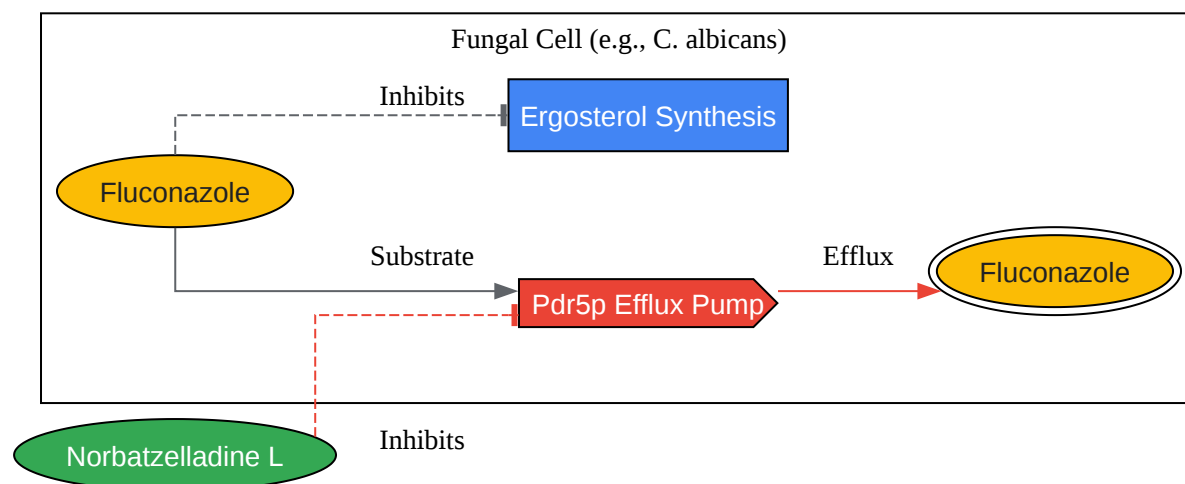 Fungal Cell (e.g., C. albicans)
Inhibits
Ergosterol Synthesis
Fluconazole
Substrate
Efflux
Pdr5p Efflux Pump
Fluconazole
Norbatzelladine L
Inhibits